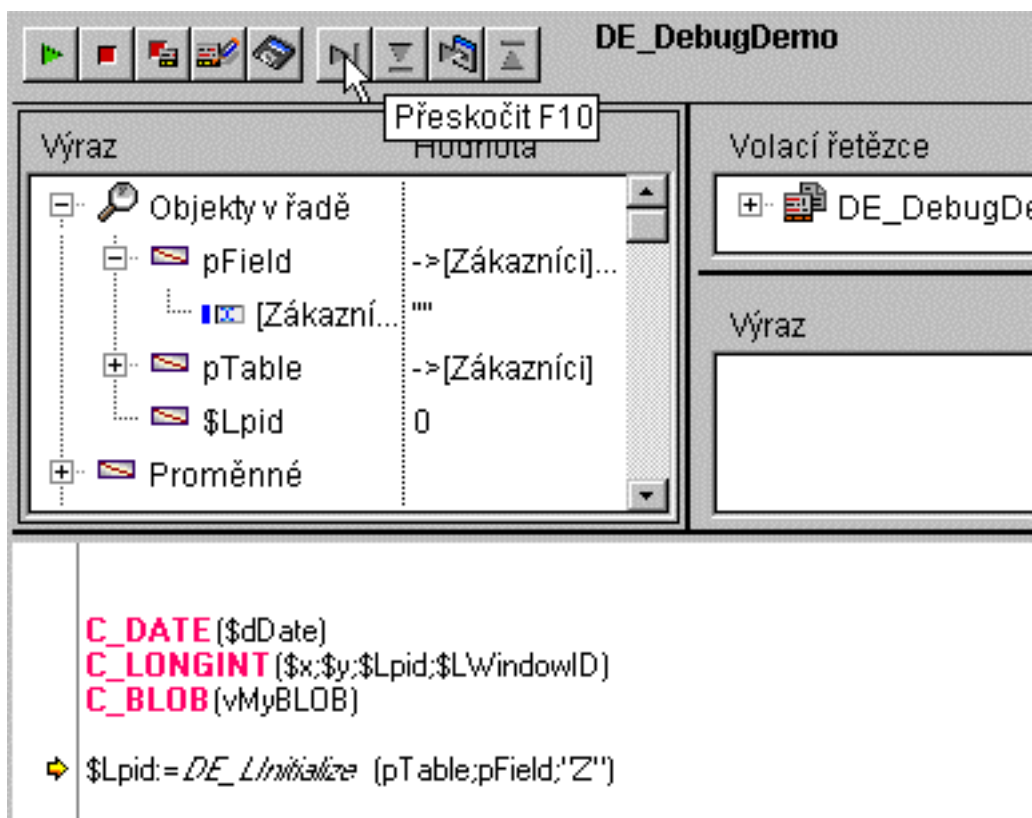 DE_DebugDemo
Přeskočit F10
Výraz
Hodnota
Objekty v řadě
pField ->[Zákazníci]...
[Zákazní... ""
pTable ->[Zákazníci]
$Lpid 0
Proměnné
Volací řetězce
DE_DebugDe
Výraz
C_DATE($dDate)
C_LONGINT($x;$y;$Lpid;$LWindowID)
C_BLOB(vMyBLOB)
$Lpid:=DE_LInitialize (pTable;pField;"Z")